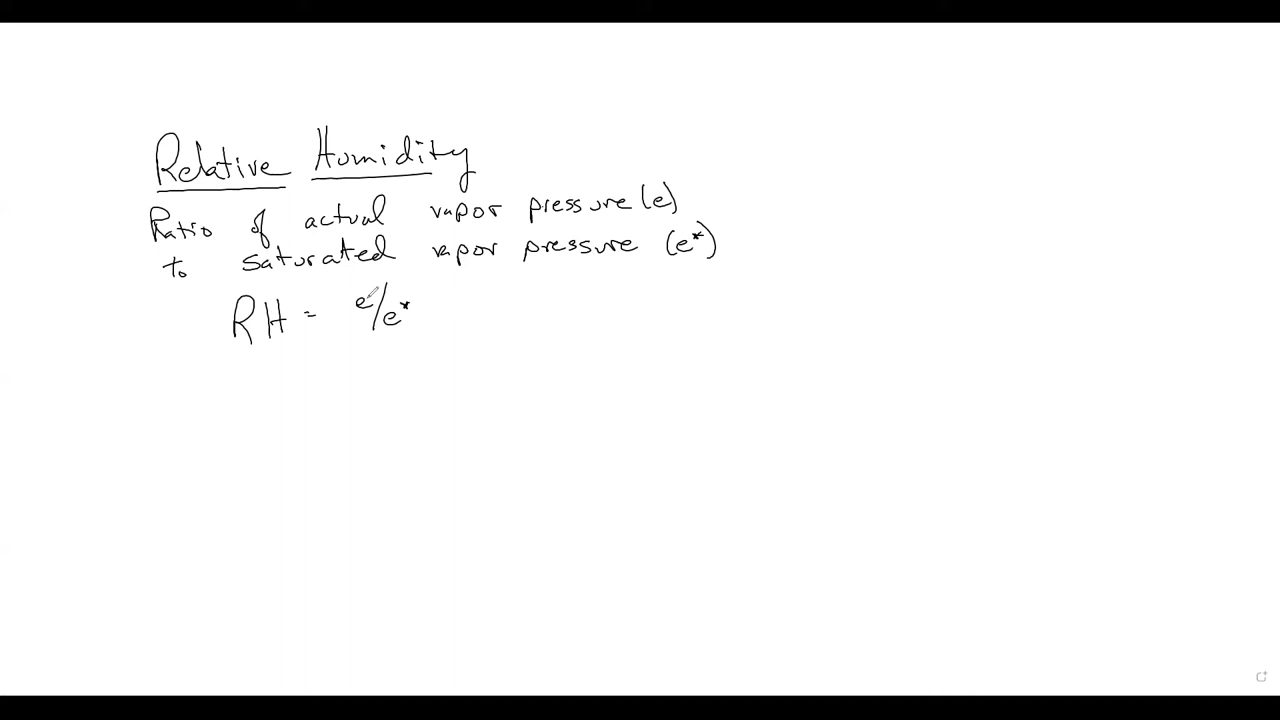 Relative Humidity
Ratio of actual vapor pressure (e)
to saturated vapor pressure (e*)
RH = e/e*